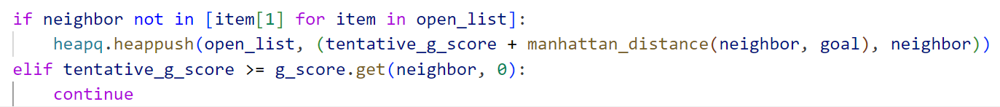 if neighbor not in [item[1] for item in open_list]:
    heapq.heappush(open_list, (tentative_g_score + manhattan_distance(neighbor, goal), neighbor))
elif tentative_g_score >= g_score.get(neighbor, 0):
    continue